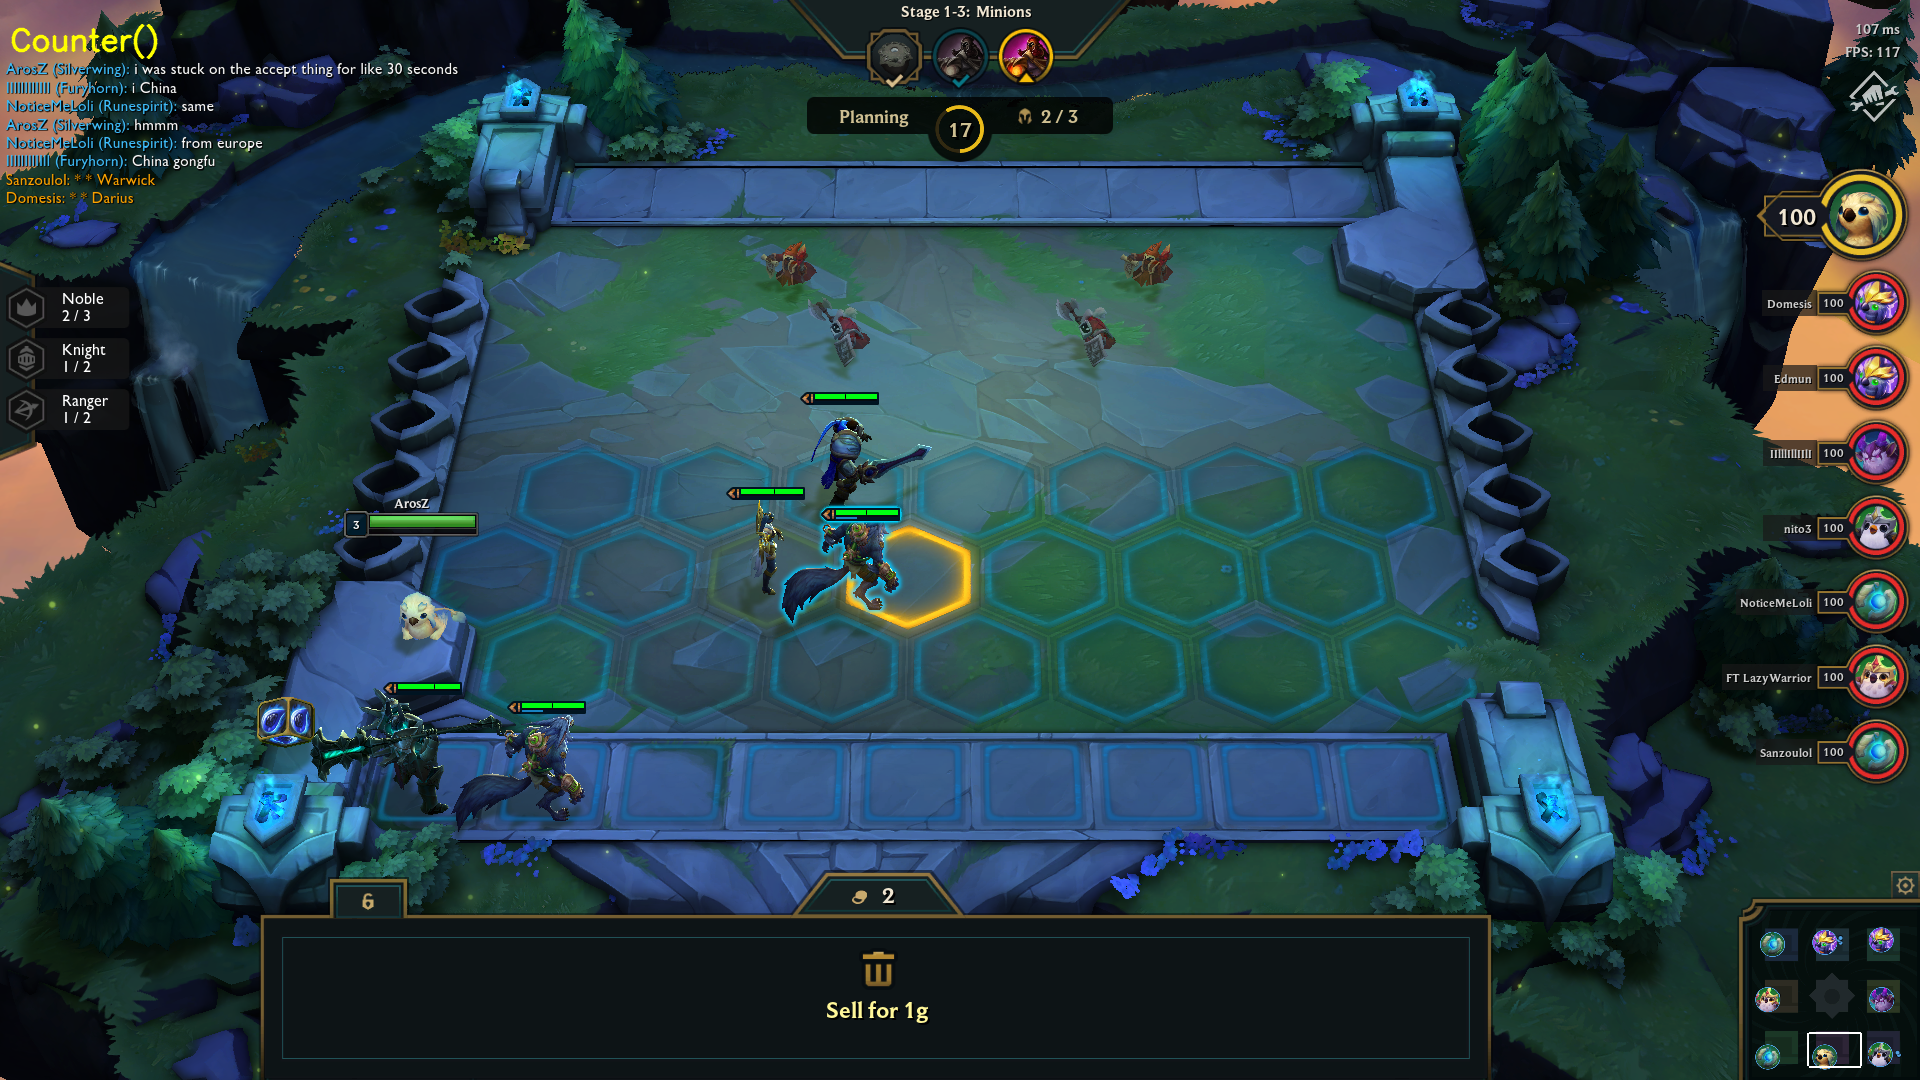 Stage 1-3: Minions
107 ms
FPS: 117
Counter()
ArosZ (Silverwing): i was stuck on the accept thing for like 30 seconds
(Furyhorn): i China
NoticeMeLoli (Runespirit): same
ArosZ (Silverwing): hmmm
NoticeMeLoli (Runespirit): from europe
(Furyhorn): China gongfu
Sanzoulol: * * Warwick
Domesis: * * Darius
Planning
17
2 / 3
100
Noble
2 / 3
Knight
1 / 2
Ranger
1 / 2
Domesis 100
Edmun 100
100
nito3 100
NoticeMeLoli 100
FT LazyWarrior 100
Sanzoulol 100
ArosZ
3
6
2
Sell for 1g